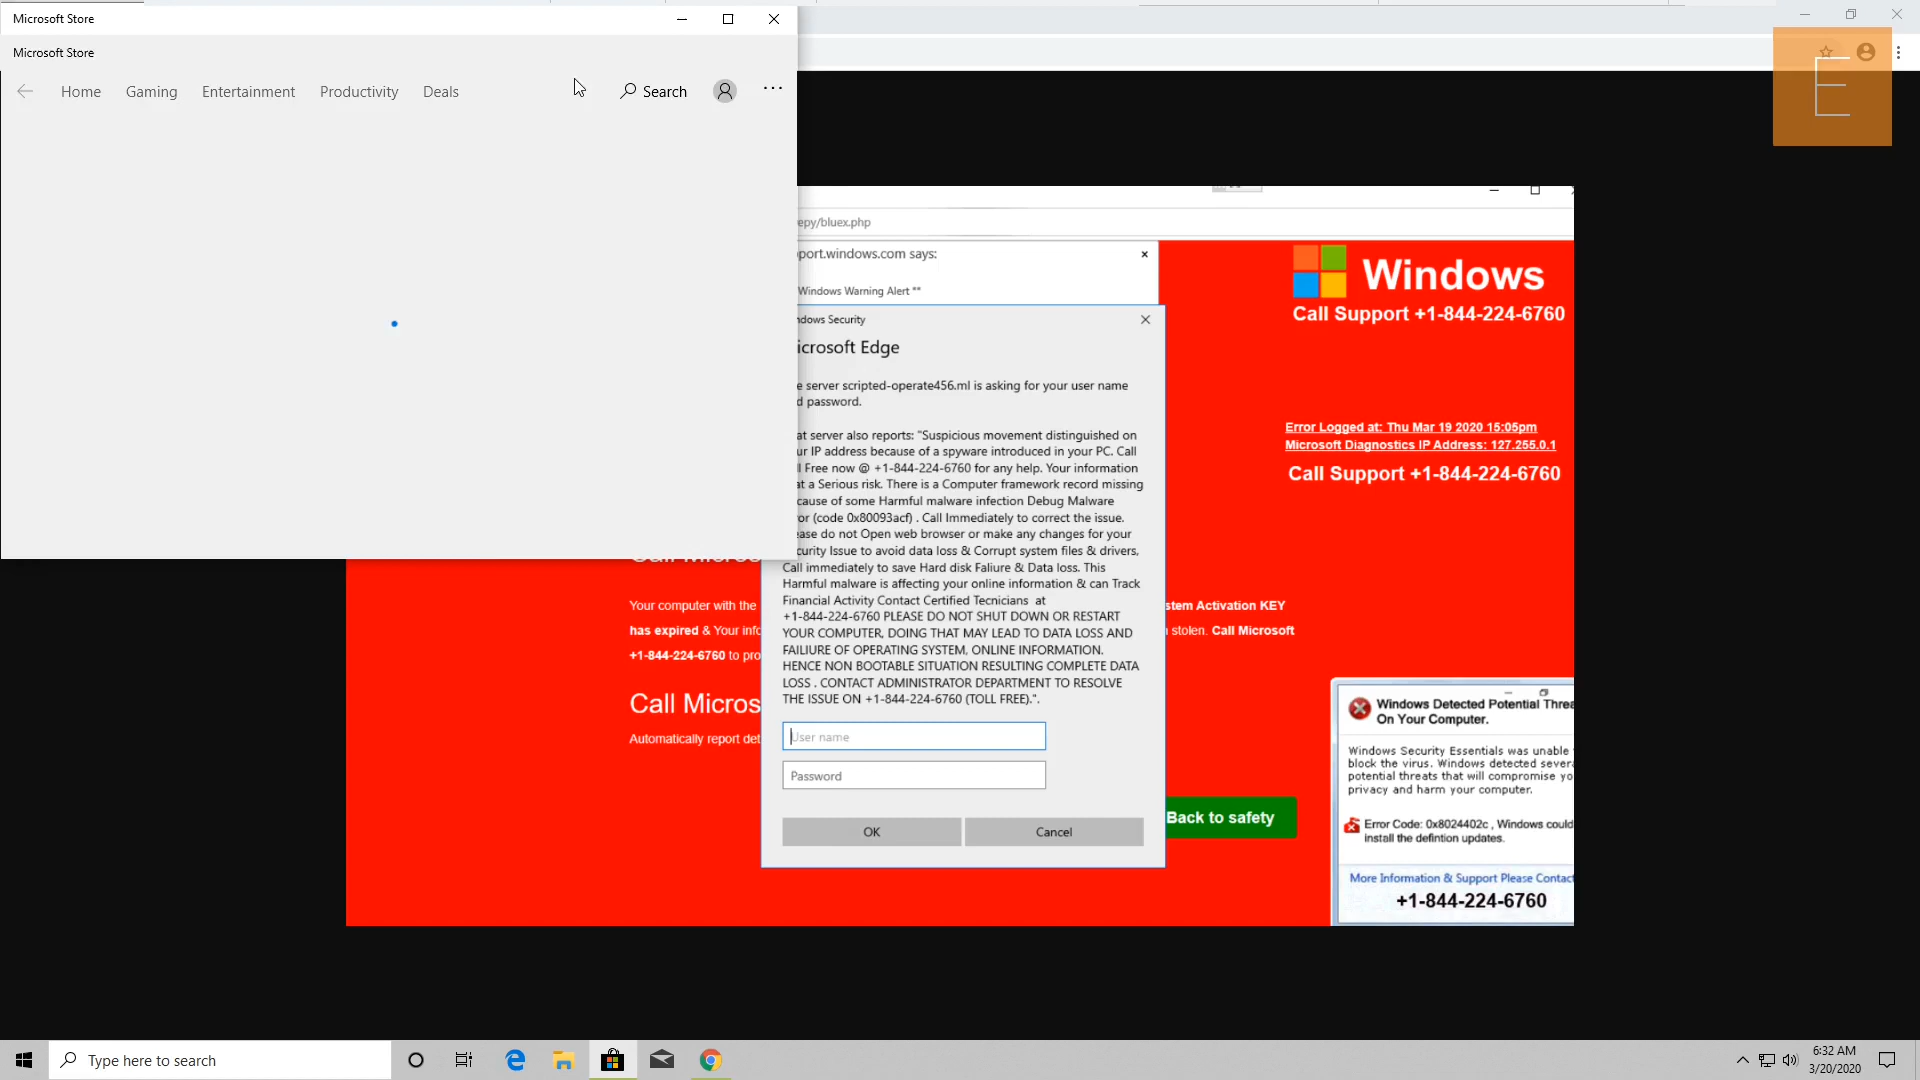 Microsoft Store
Microsoft Store
Home Gaming Entertainment Productivity Deals Search
E
epy/bluex.php
port.windows.com says:
Windows Warning Alert **
ndows Security
icrosoft Edge
e server scripted-operate456.ml is asking for your user name
d password.
at server also reports: "Suspicious movement distinguished on
ur IP address because of a spyware introduced in your PC. Call
l Free now @ +1-844-224-6760 for any help. Your information
at a Serious risk. There is a Computer framework record missing
cause of some Harmful malware infection Debug Malware
or (code 0x80093acf) . Call Immediately to correct the issue.
ease do not Open web browser or make any changes for your
curity Issue to avoid data loss & Corrupt system files & drivers,
Call immediately to save Hard disk Faliure & Data loss. This
Harmful malware is affecting your online information & can Track
Financial Activity Contact Certified Tecnicians at
+1-844-224-6760 PLEASE DO NOT SHUT DOWN OR RESTART
YOUR COMPUTER, DOING THAT MAY LEAD TO DATA LOSS AND
FAILIURE OF OPERATING SYSTEM, ONLINE INFORMATION.
HENCE NON BOOTABLE SITUATION RESULTING COMPLETE DATA
LOSS . CONTACT ADMINISTRATOR DEPARTMENT TO RESOLVE
THE ISSUE ON +1-844-224-6760 (TOLL FREE).".
User name
Password
OK Cancel
Windows
Call Support +1-844-224-6760
Error Logged at: Thu Mar 19 2020 15:05pm
Microsoft Diagnostics IP Address: 127.255.0.1
Call Support +1-844-224-6760
Your computer with the
stem Activation KEY
has expired & Your info
stolen. Call Microsoft
+1-844-224-6760 to pro
Call Micros
Automatically report det
Back to safety
Windows Detected Potential Threa
On Your Computer.
Windows Security Essentials was unable
block the virus. Windows detected severa
potential threats that will compromise yo
privacy and harm your computer.
Error Code: 0x8024402c , Windows could
install the defintion updates.
More Information & Support Please Contact
+1-844-224-6760
Type here to search
6:32 AM
3/20/2020